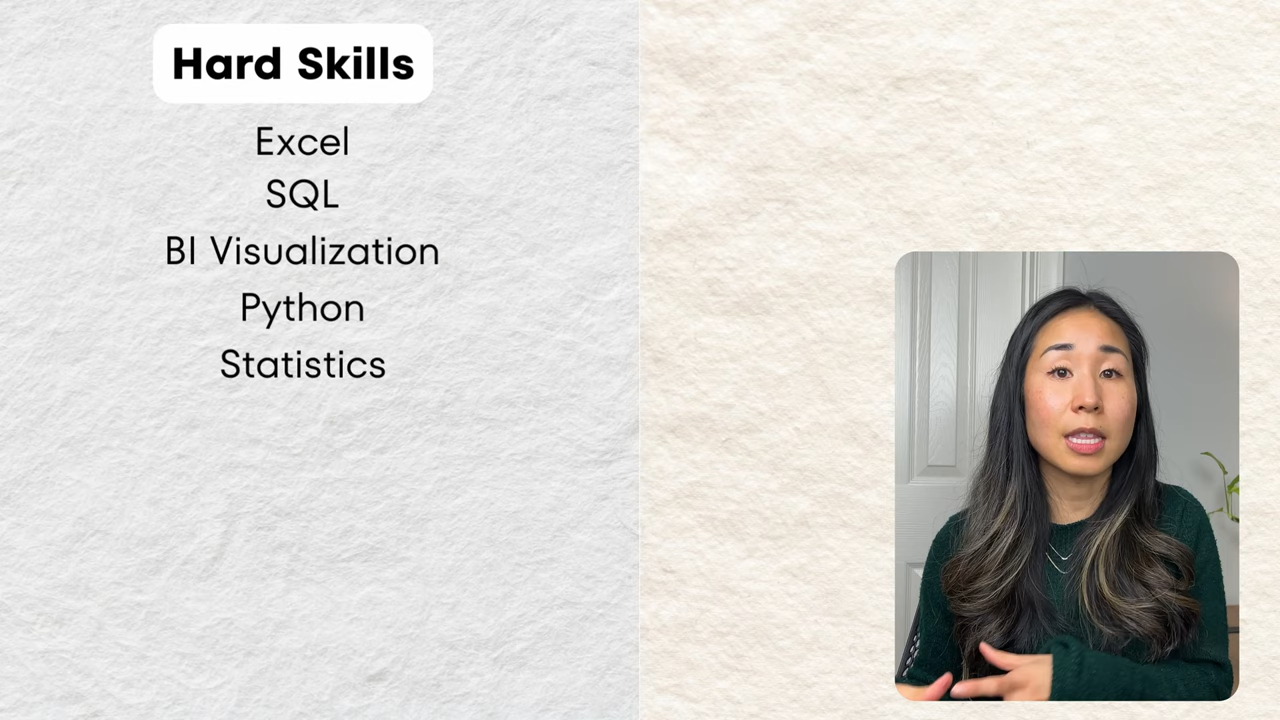 Hard Skills
Excel
SQL
BI Visualization
Python
Statistics